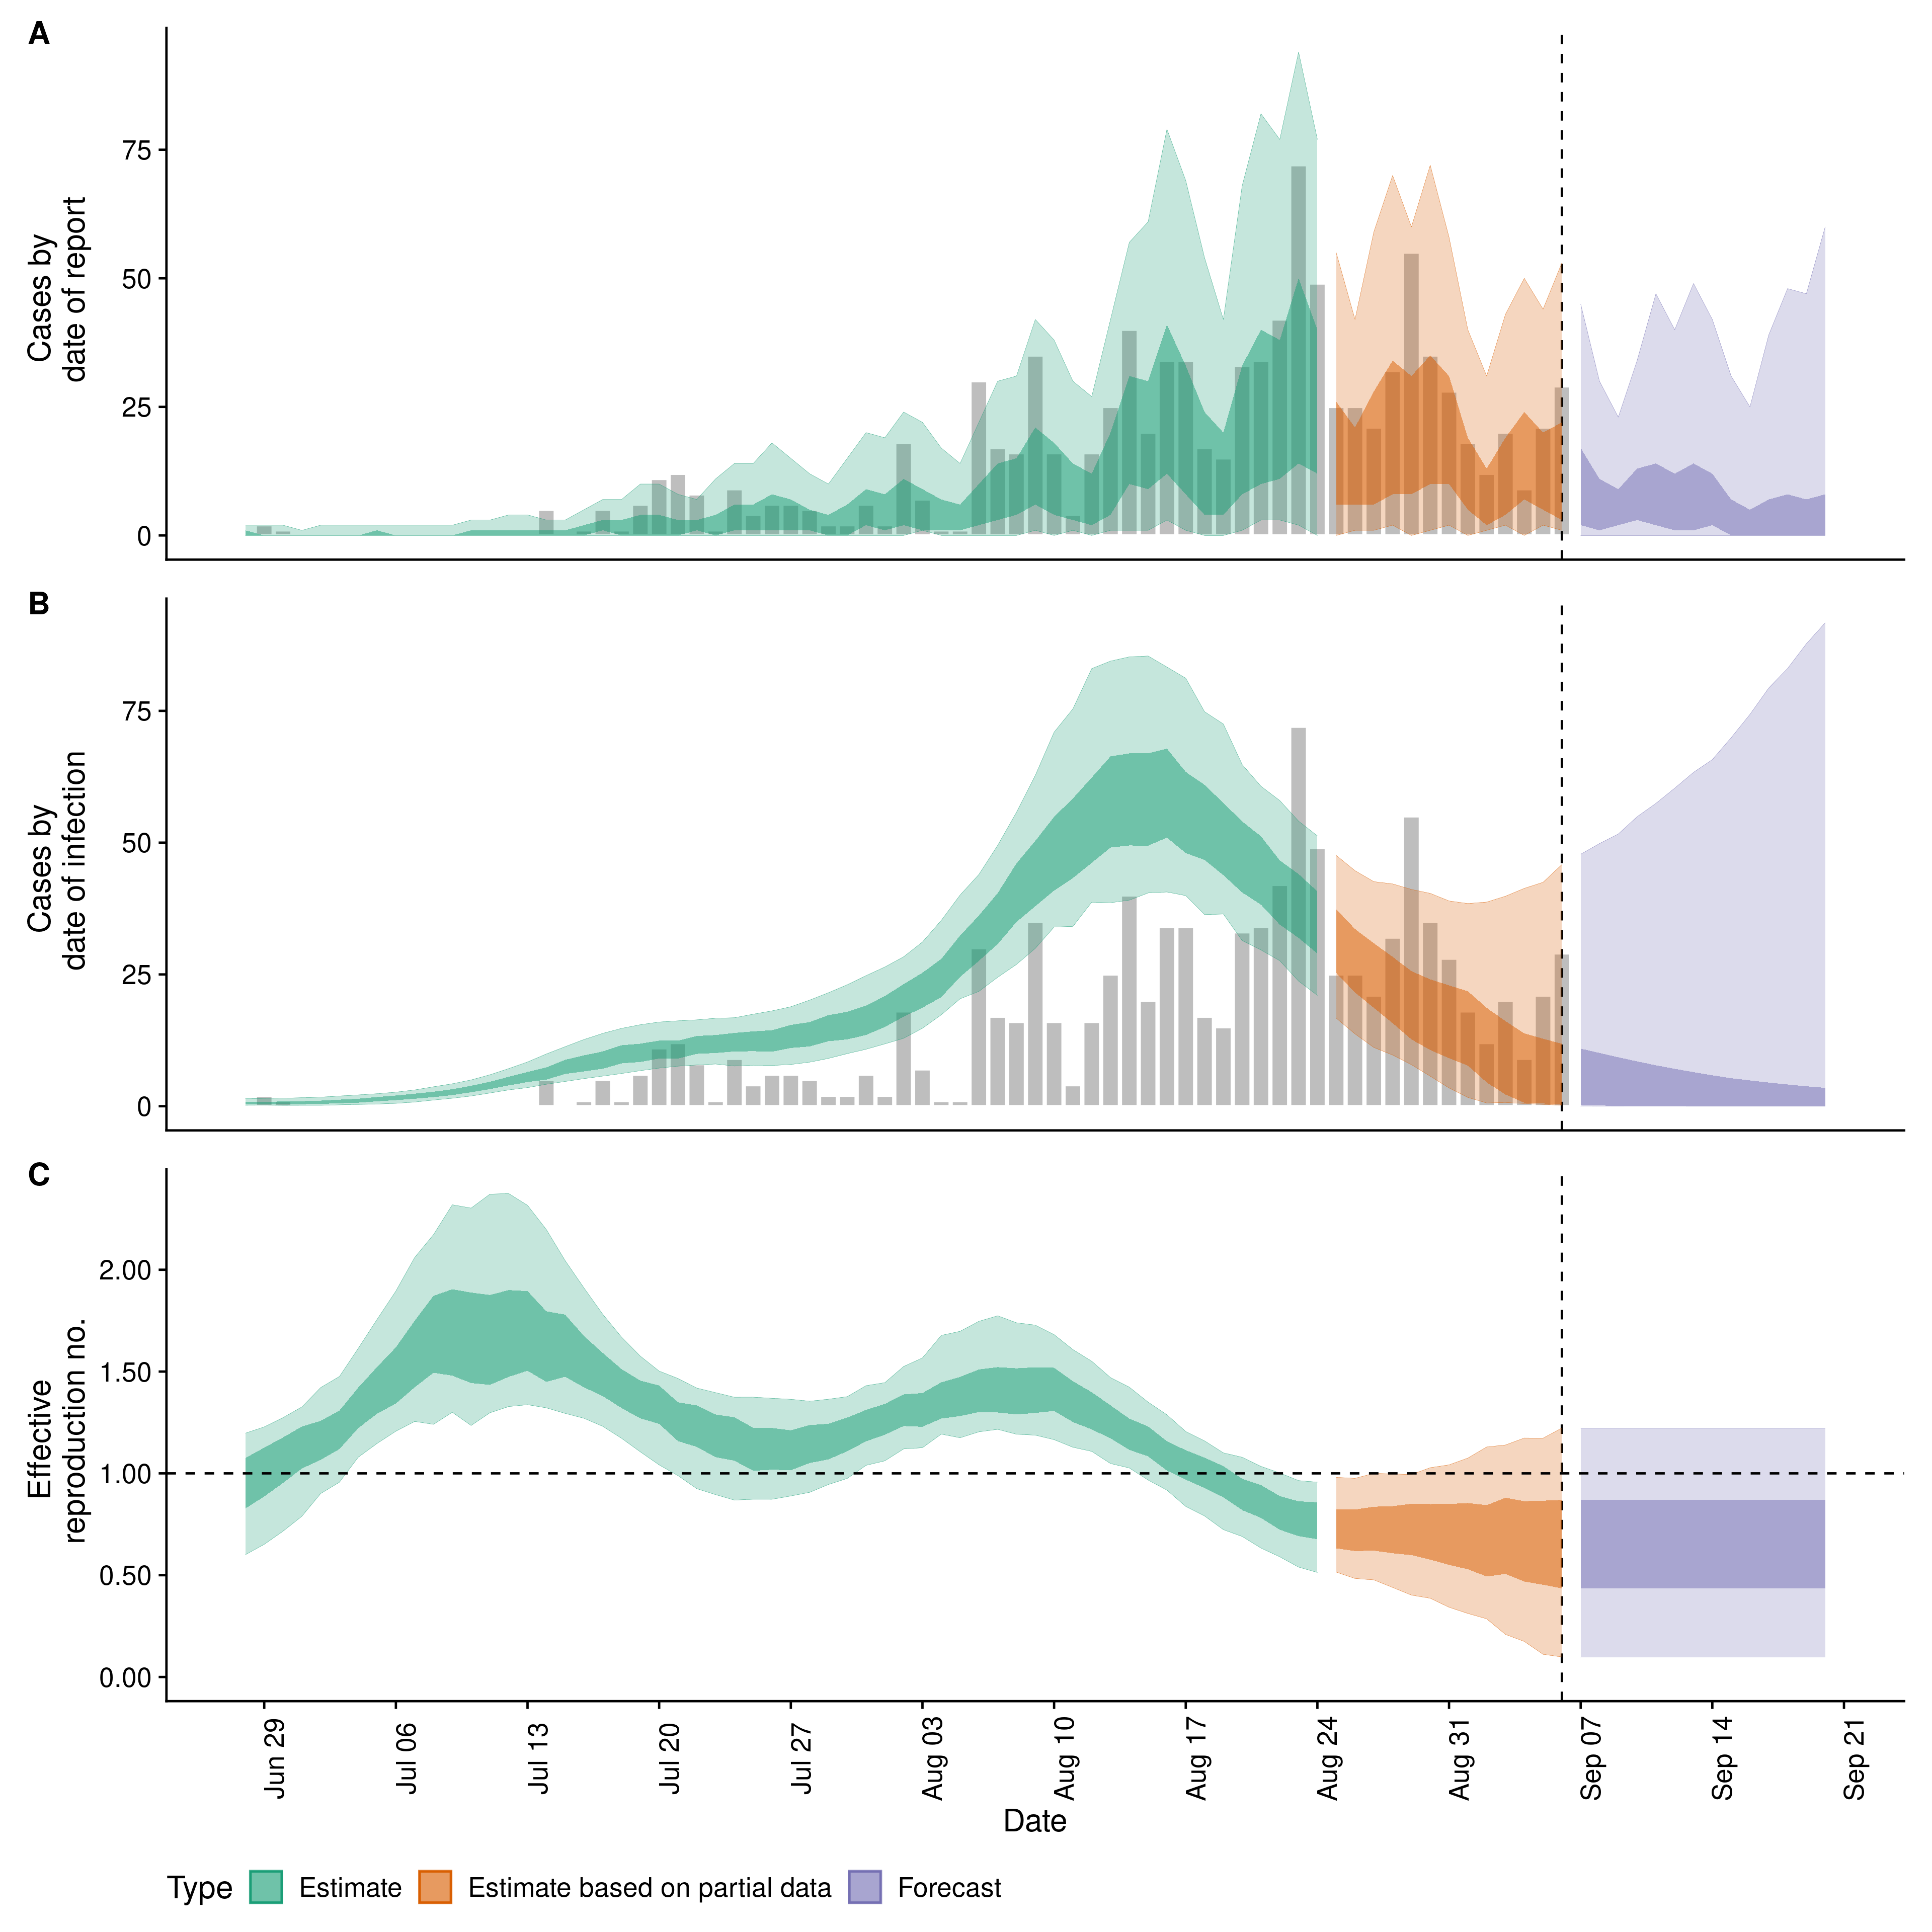 A
Cases by
date of report
75
50
25
0
B
Cases by
date of infection
75
50
25
0
C
Effective
reproduction no.
2.00
1.50
1.00
0.50
0.00
Jun 29
Jul 06
Jul 13
Jul 20
Jul 27
Aug 03
Aug 10
Aug 17
Aug 24
Aug 31
Sep 07
Sep 14
Sep 21
Date
Type Estimate Estimate based on partial data Forecast